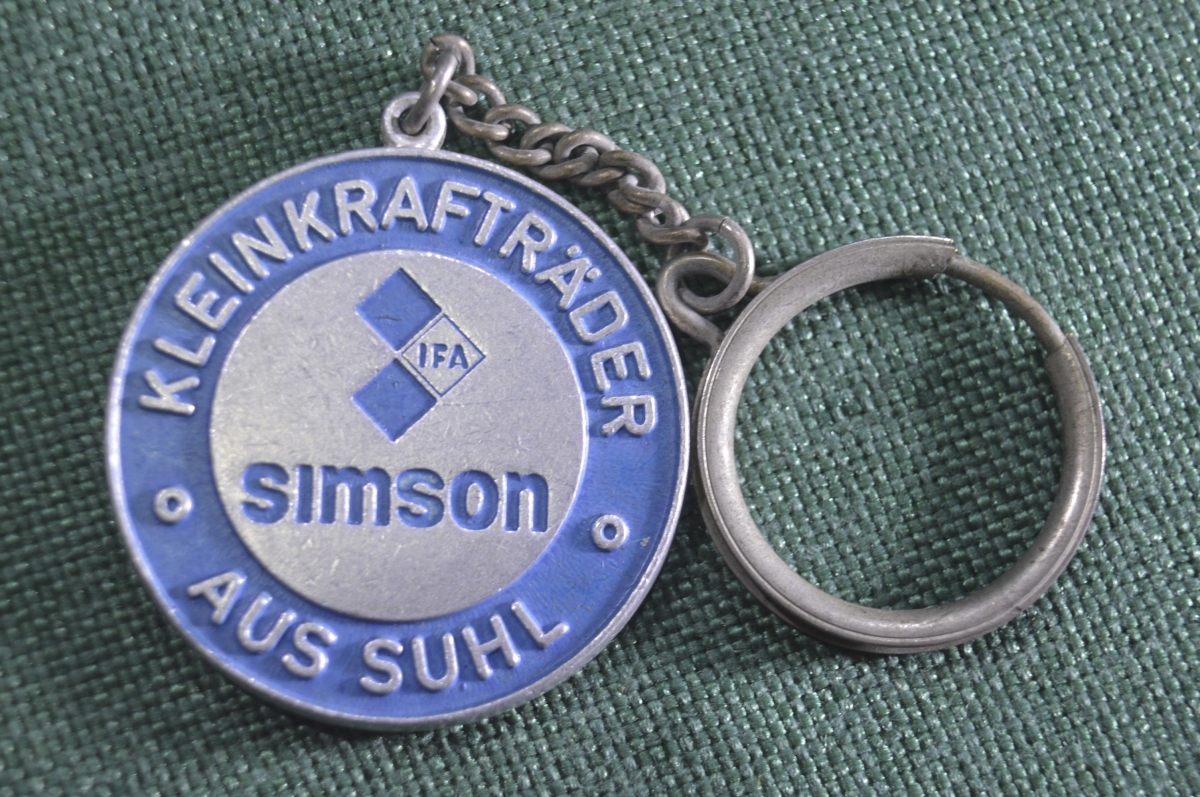 KLEINKRAFTRÄDER
IFA
simson
AUS SUHL